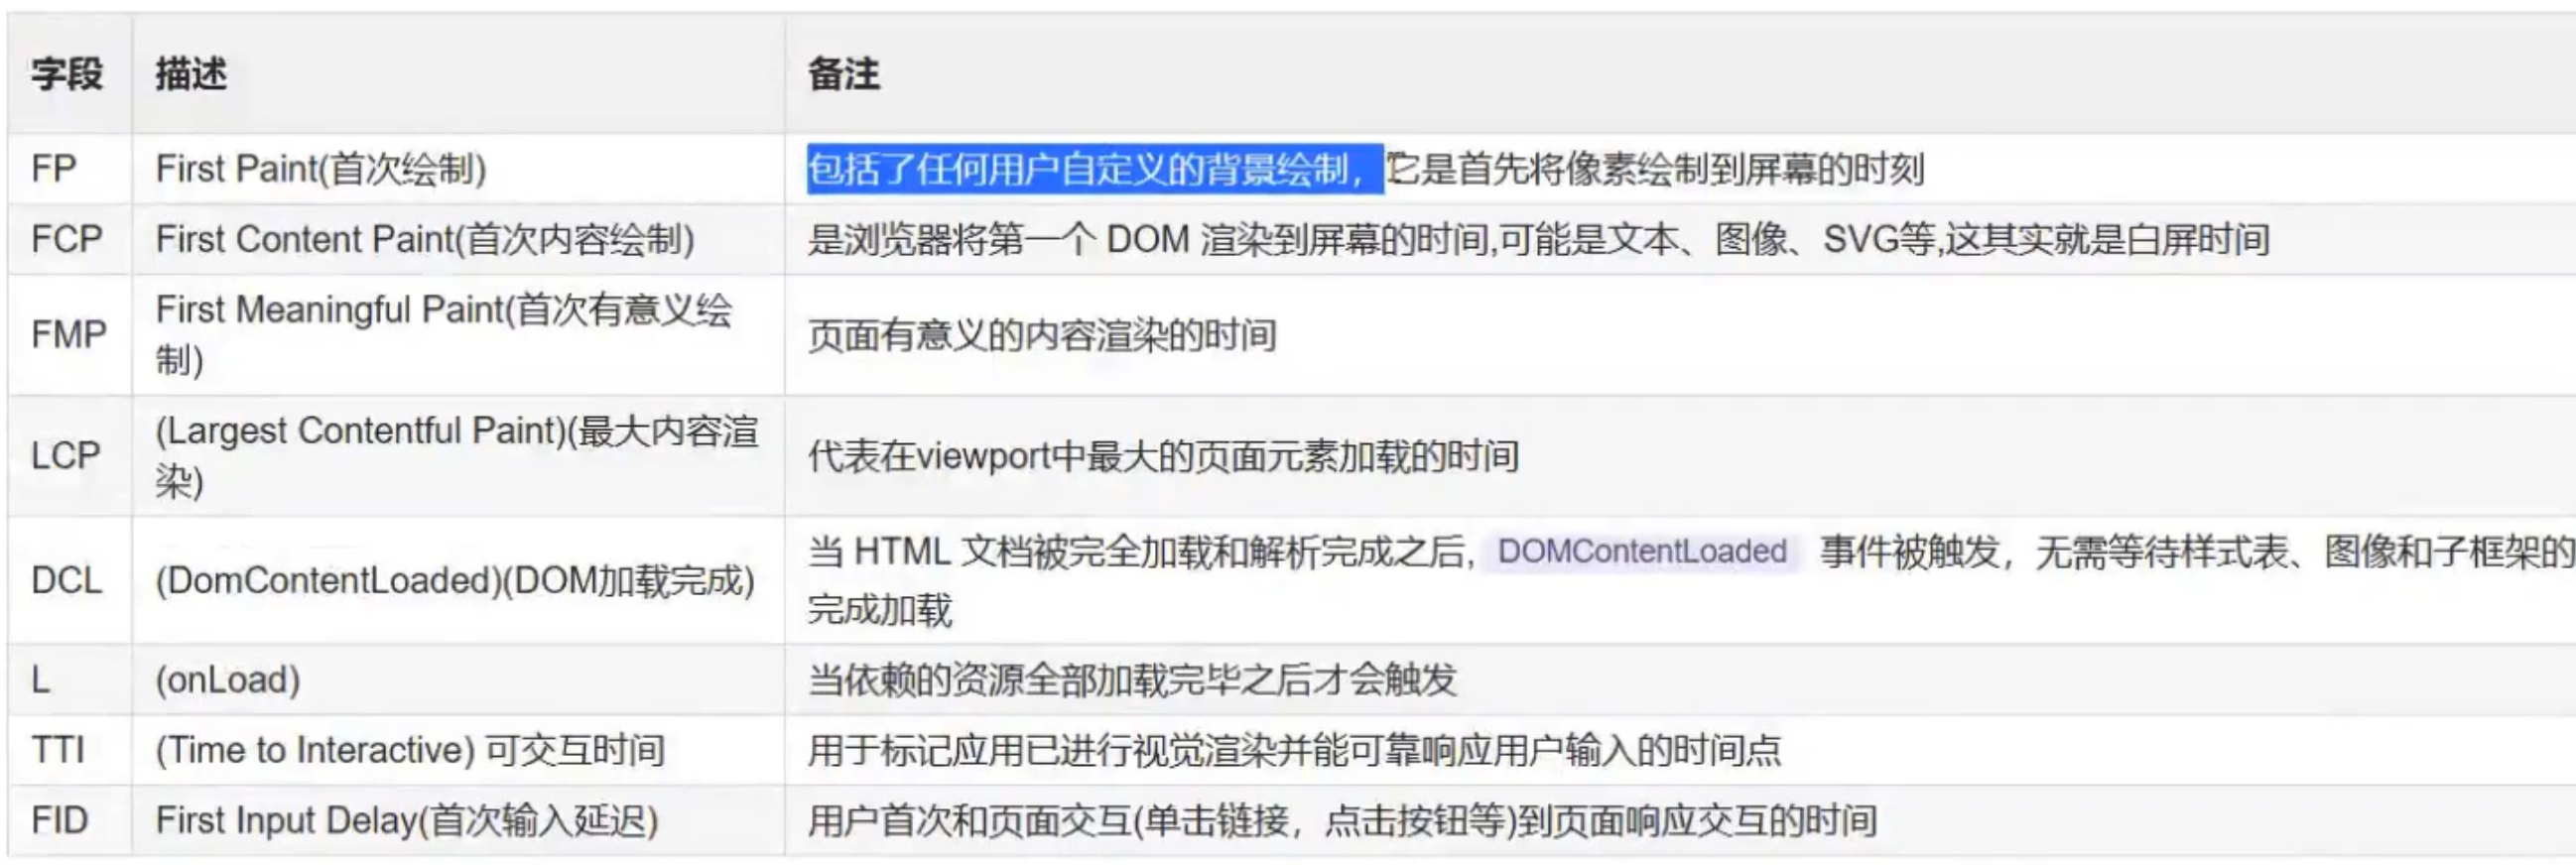 字段 描述 备注
FP First Paint(首次绘制) 包括了任何用户自定义的背景绘制，它是首先将像素绘制到屏幕的时刻
FCP First Content Paint(首次内容绘制) 是浏览器将第一个 DOM 渲染到屏幕的时间,可能是文本、图像、SVG等,这其实就是白屏时间
FMP First Meaningful Paint(首次有意义绘
制) 页面有意义的内容渲染的时间
LCP (Largest Contentful Paint)(最大内容渲
染) 代表在viewport中最大的页面元素加载的时间
DCL (DomContentLoaded)(DOM加载完成) 当 HTML 文档被完全加载和解析完成之后, DOMContentLoaded 事件被触发，无需等待样式表、图像和子框架的
完成加载
L (onLoad) 当依赖的资源全部加载完毕之后才会触发
TTI (Time to Interactive) 可交互时间 用于标记应用已进行视觉渲染并能可靠响应用户输入的时间点
FID First Input Delay(首次输入延迟) 用户首次和页面交互(单击链接，点击按钮等)到页面响应交互的时间